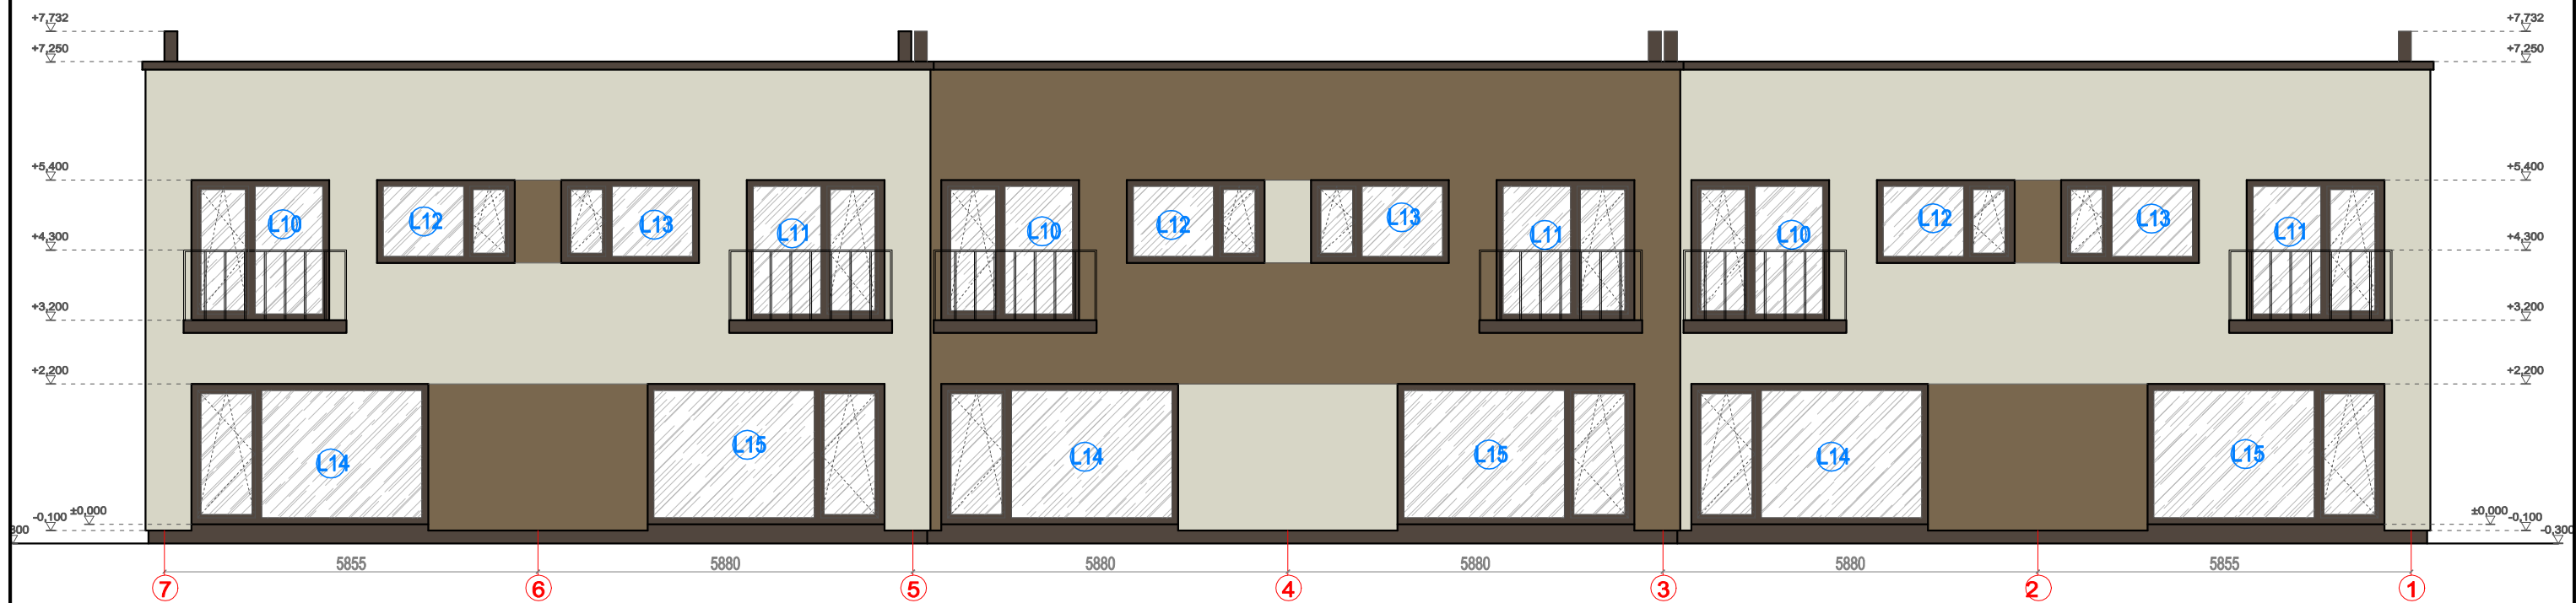 +7,732 +7,732
+7,250 +7,250
+5,400 +5,400
L10 L12 L13 L11 L10 L12 L13 L11 L10 L12 L13 L11
+4,300 +4,300
+3,200 +3,200
+2,200 +2,200
L14 L15 L14 L15 L14 L15
±0,000 ±0,000
-0,100 -0,100
300 -0,300
5855 5880 5880 5880 5880 5855
7 6 5 4 3 2 1